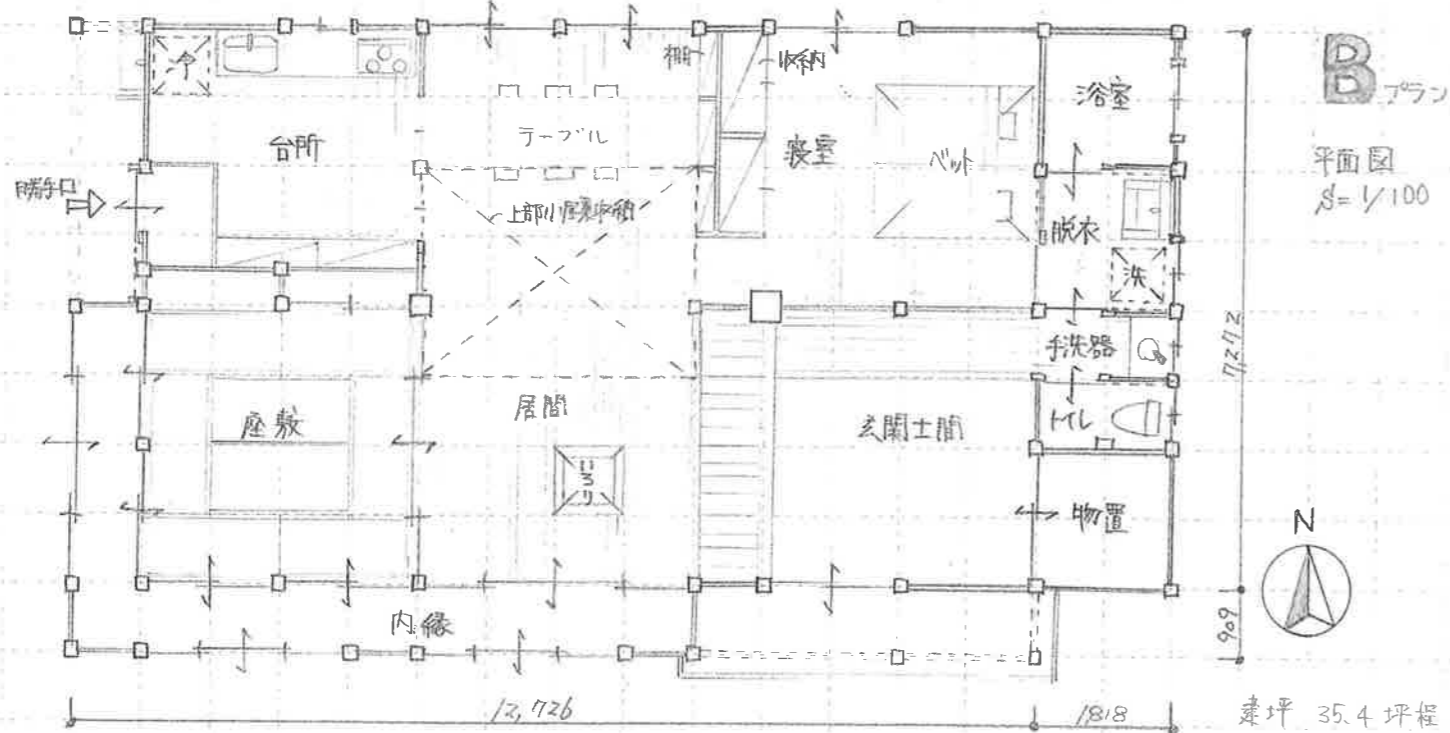 B プラン
平面図
S=1/100
冷
棚
収納
浴室
台所
テーブル
寝室
ベット
勝手口
上部小屋裏収納
脱衣
洗
手洗器
7,272
座敷
居間
玄関土間
トイレ
いろり
物置
N
内縁
909
12,726
1818
建坪 35.4坪程